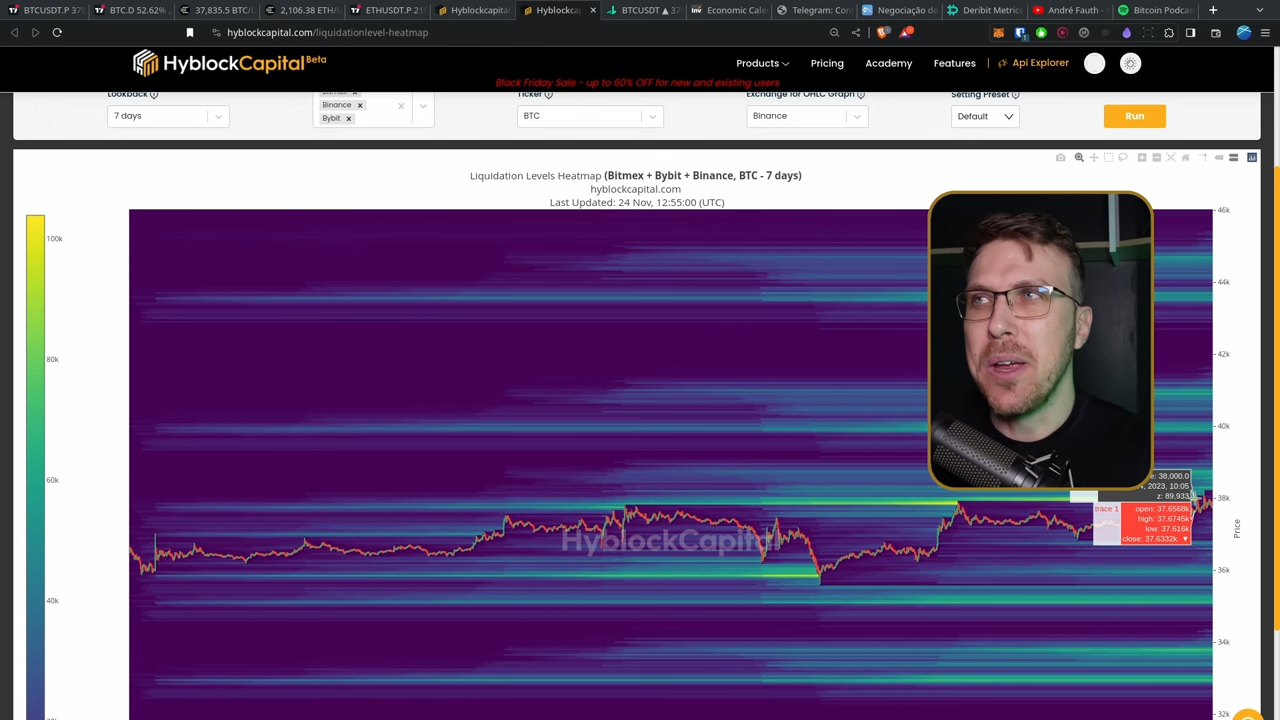 BTCUSDT.P 378
BTC.D 52.62%
37,835.5 BTC/U
2,106.38 ETH/
ETHUSDT.P 21
Hyblockcapital
Hyblockcap
BTCUSDT ▲ 37
Economic Cale
Telegram: Con
Negociação de
Deribit Metrics
André Fauth -
Bitcoin Podcas
hyblockcapital.com/liquidationlevel-heatmap
HyblockCapital Beta
Products
Pricing
Academy
Features
Api Explorer
Black Friday Sale - up to 60% OFF for new and existing users
Lookback
Ticker
Exchange for OHLC Graph
Setting Preset
7 days
Bitmex
Binance
Bybit
BTC
Binance
Default
Run
Liquidation Levels Heatmap (Bitmex + Bybit + Binance, BTC - 7 days)
hyblockcapital.com
Last Updated: 24 Nov, 12:55:00 (UTC)
100k
80k
60k
40k
46k
44k
42k
40k
38k
36k
34k
32k
Price
HyblockCapital
e: 38,000.0
2023, 10:05
z: 89,933
trace 1
open: 37.6568k
high: 37.6745k
low: 37.616k
close: 37.6332k ▼